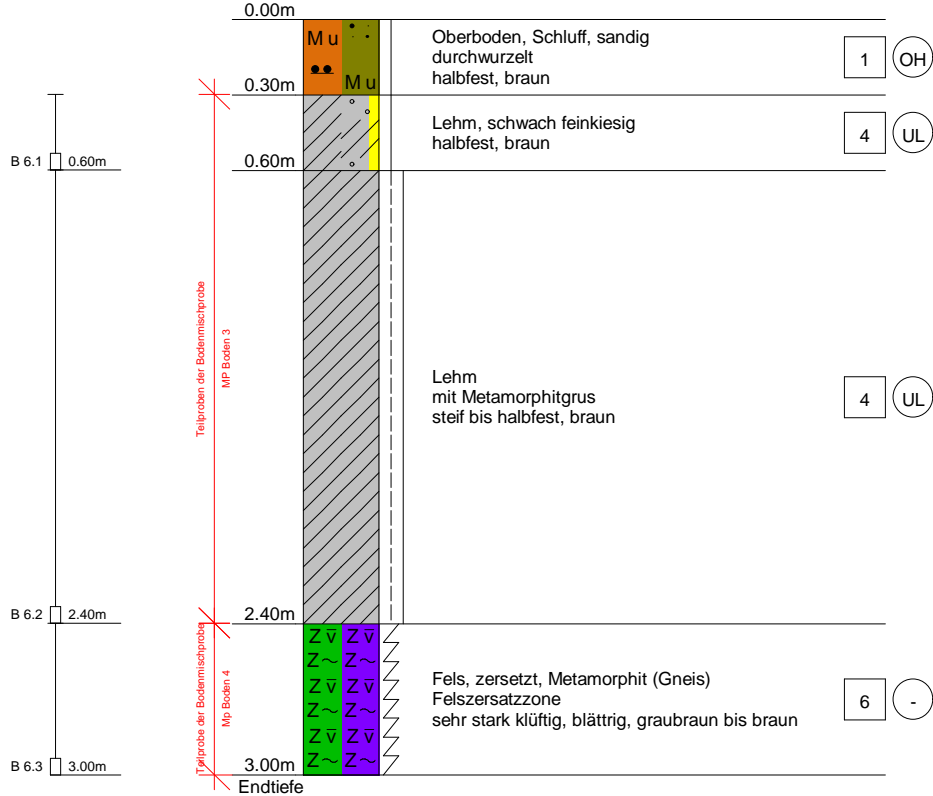 0.00m
M u
M u
Oberboden, Schluff, sandig
durchwurzelt
halbfest, braun
1
OH
0.30m
Lehm, schwach feinkiesig
halbfest, braun
4
UL
B 6.1
0.60m
0.60m
Teilproben der Bodenmischprobe
MP Boden 3
Lehm
mit Metamorphitgrus
steif bis halbfest, braun
4
UL
B 6.2
2.40m
2.40m
Teilprobe der Bodenmischprobe
Mp Boden 4
Z v̅ Z v̅
Z~ Z~
Z v̅ Z v̅
Z~ Z~
Z v̅ Z v̅
Z~ Z~
Fels, zersetzt, Metamorphit (Gneis)
Felszersatzzone
sehr stark klüftig, blättrig, graubraun bis braun
6
-
B 6.3
3.00m
3.00m
Endtiefe